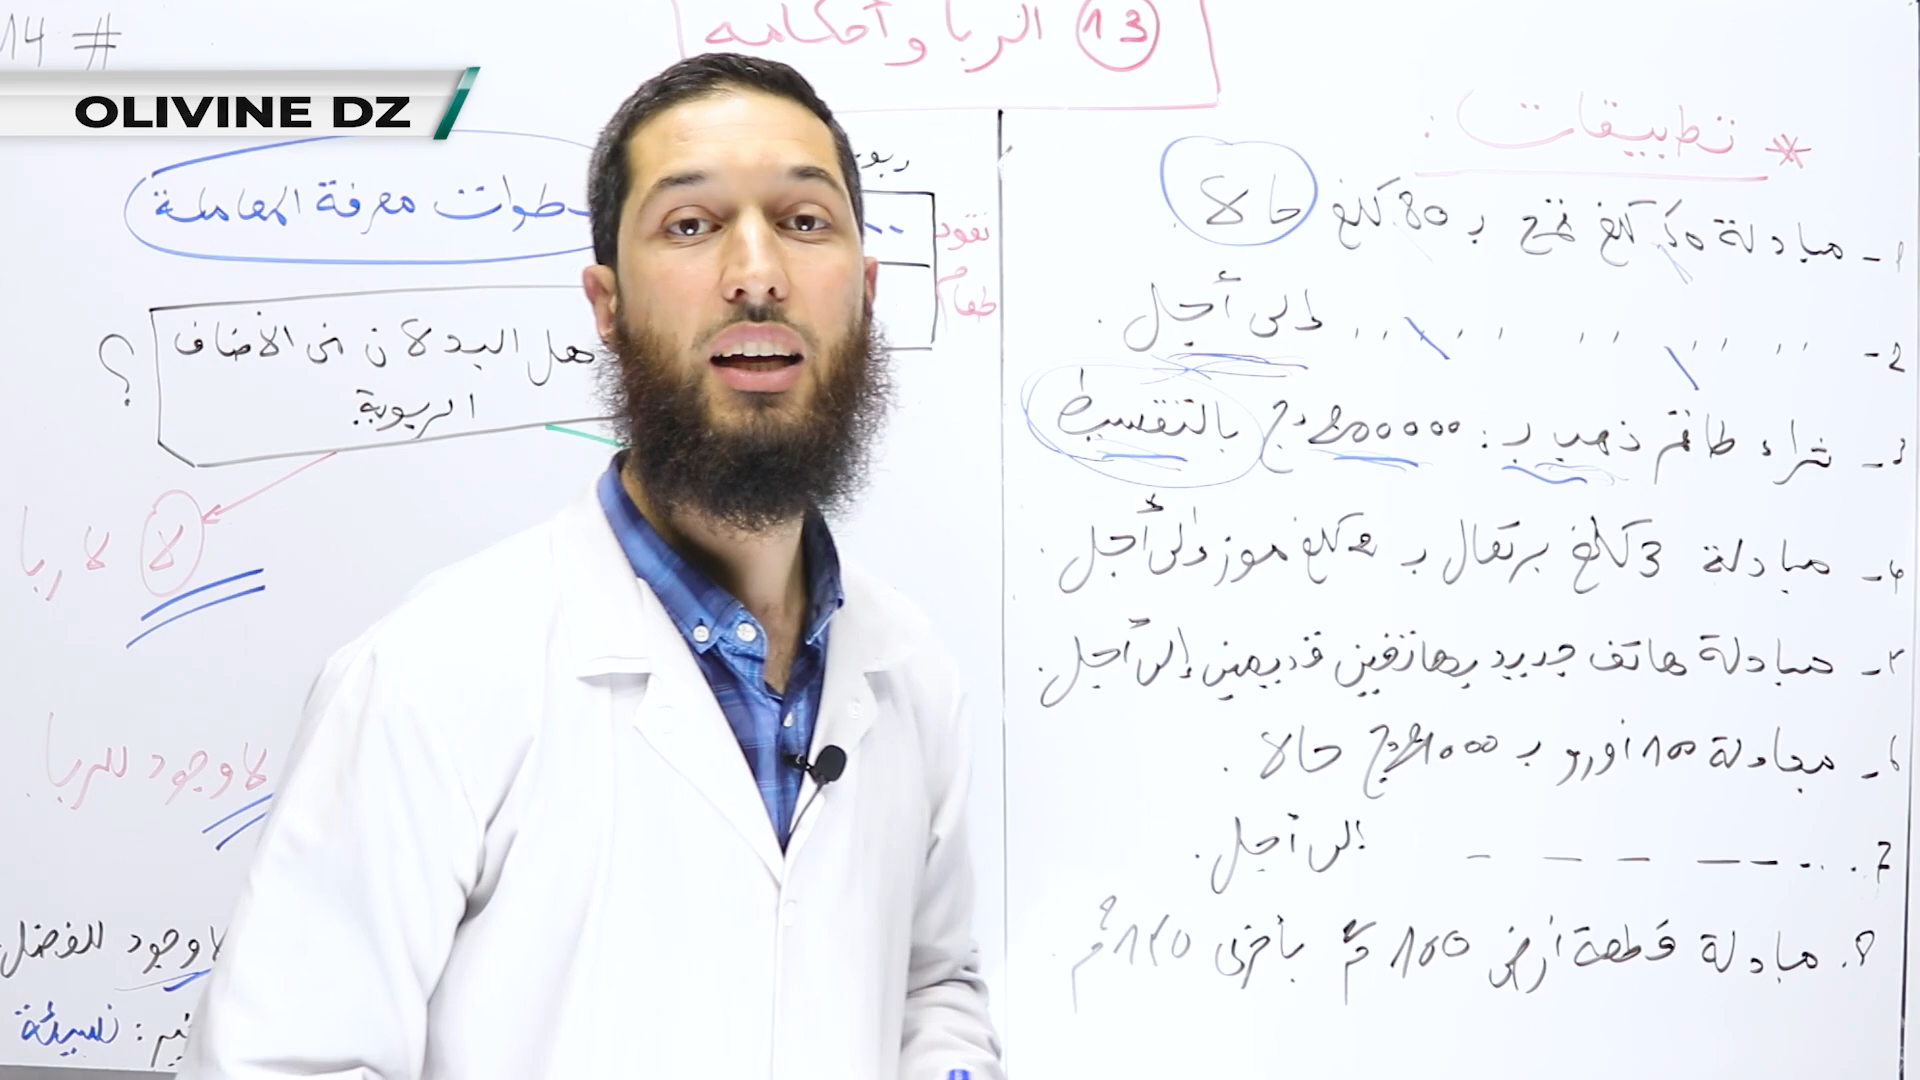 14 #
13 الربا وأحكامه
OLIVINE DZ
* تطبيقات :
1 - مبادلة 50 كلغ قمح بـ 80 كلغ حالا .
2 - ,, ,, ,, ,, ,, إلى أجل .
3 - شراء طاقم ذهب بـ : 200000 دج بالتقسيط
4 - مبادلة 3 كلغ برتقال بـ 2 كلغ موز إلى أجل .
5 - مبادلة هاتف جديد بهاتفين قديمين إلى أجل .
6 - مبادلة 100 أورو بـ 21000 دج حالا .
7 . . . - - - - - إلى أجل .
8 . مبادلة قطعة أرض 100 م² بأخرى 120 م²
معرفة المعاملة
نقود
طعام
هل البدلان من الأصناف
الربوية ؟
لا لا ربا
لا وجود للربا .
لا وجود للفضل
: نسيئة